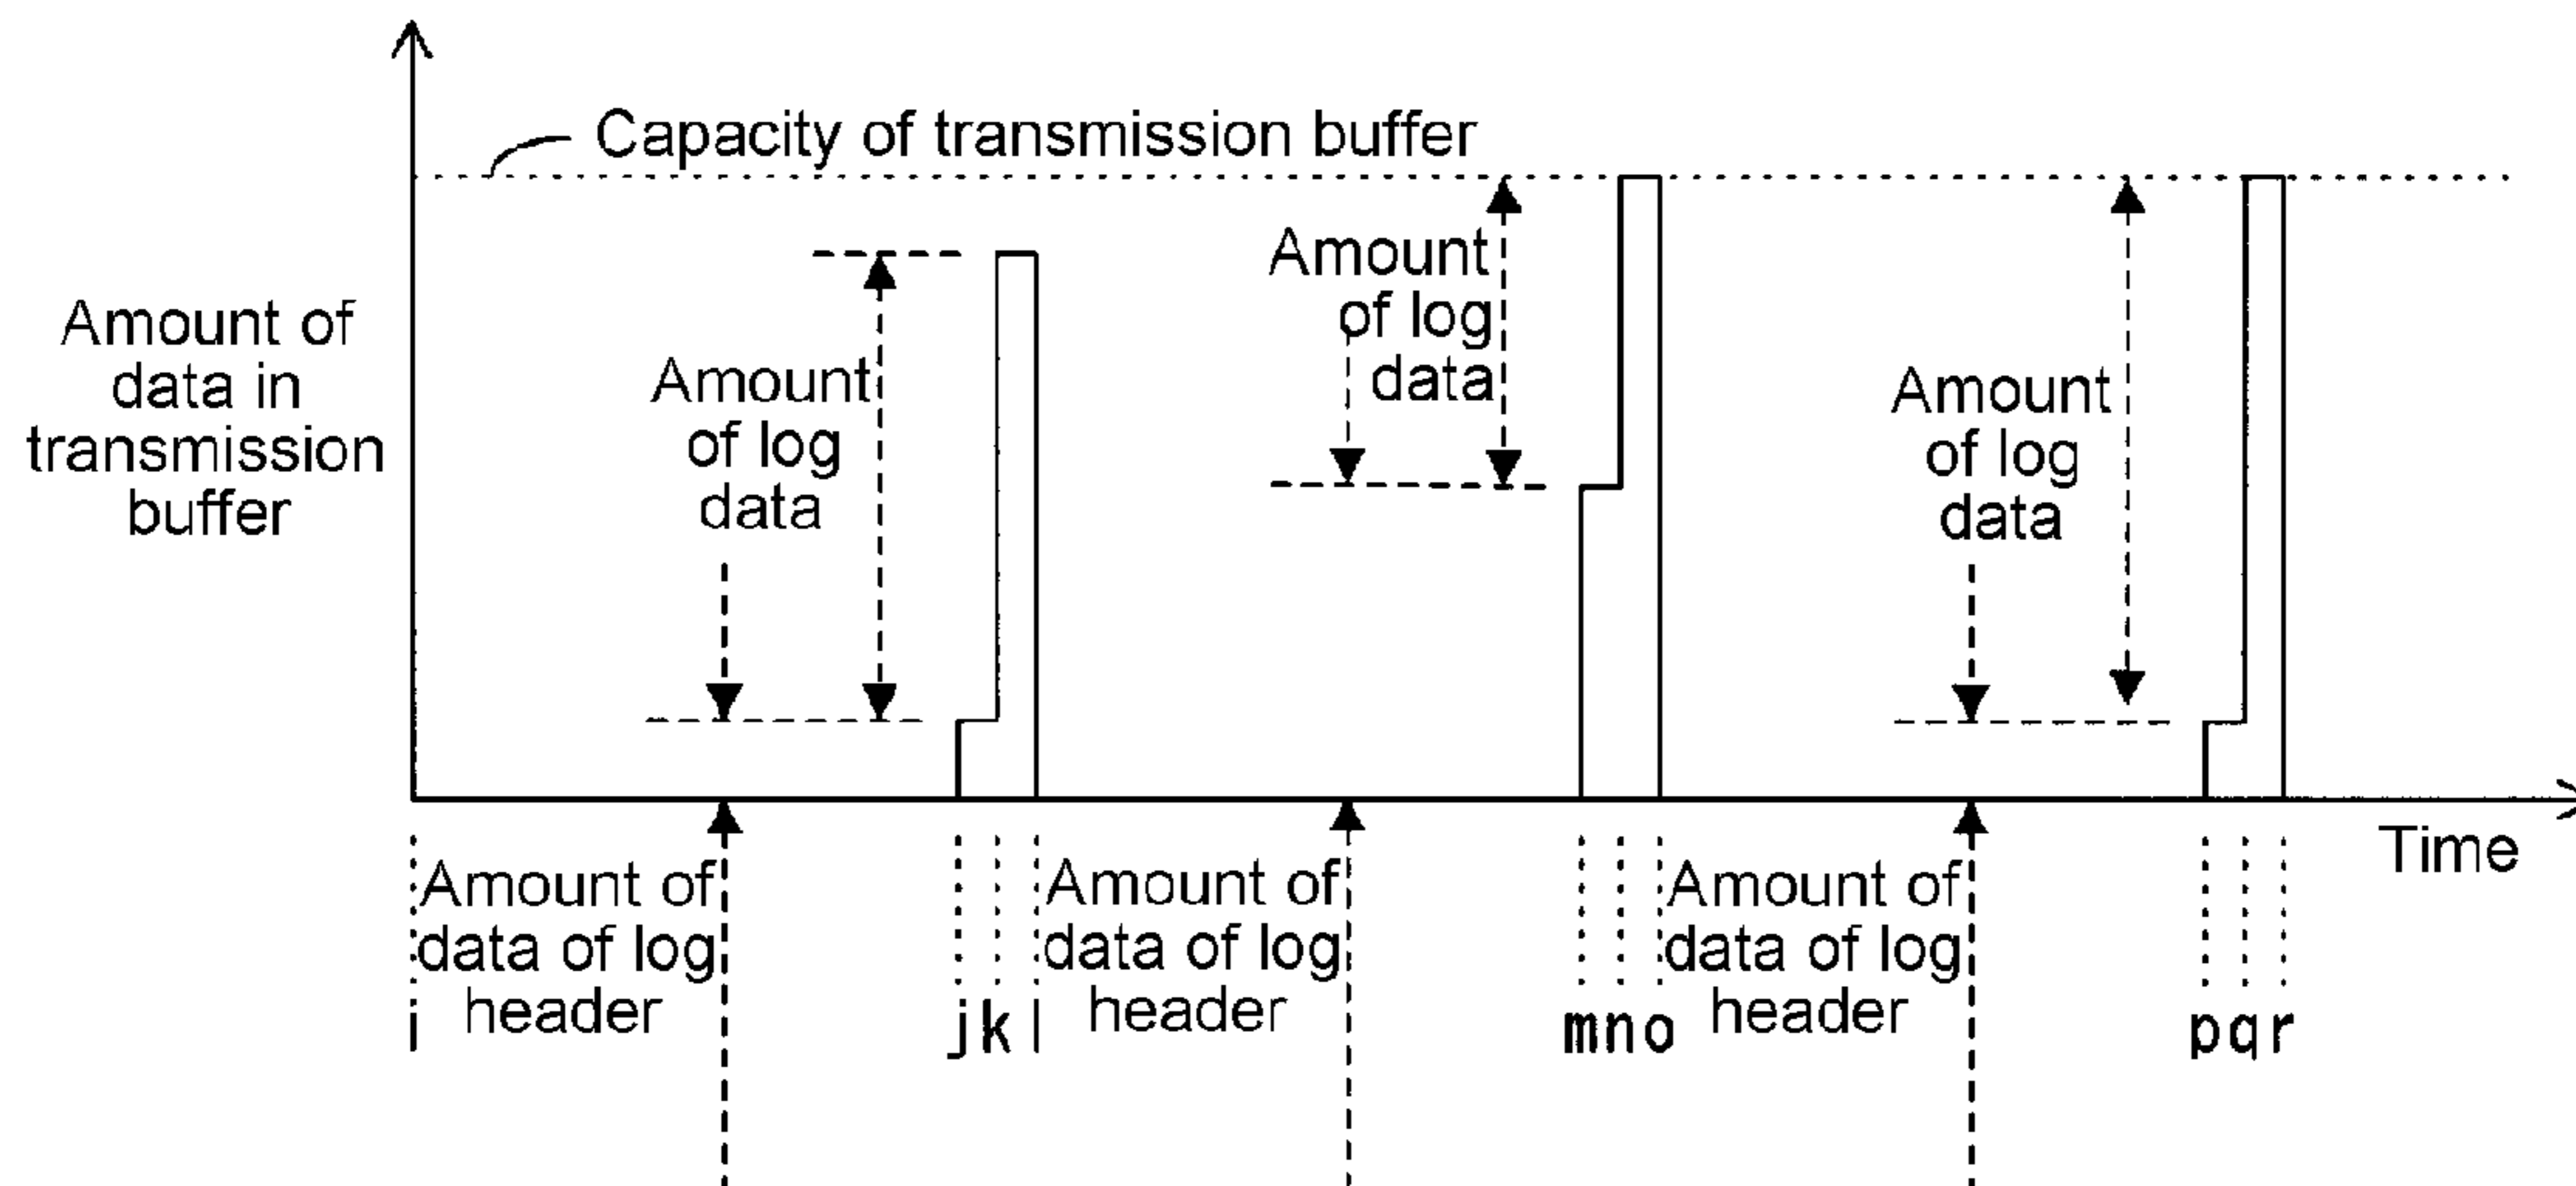 Capacity of transmission buffer
Amount of
data in
transmission
buffer
Amount
of log
data
Amount
of log
data
Amount
of log
data
Time
Amount of
data of log
header
Amount of
data of log
header
Amount of
data of log
header
i
j k l
m n o
p q r